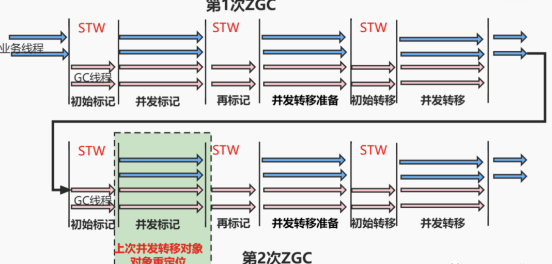 第1次ZGC
STW
STW
STW
业务线程
GC线程
初始标记
并发标记
再标记
并发转移准备
初始转移
并发转移
STW
STW
STW
GC线程
初始标记
并发标记
再标记
并发转移准备
初始转移
并发转移
上次并发转移对象
对象重定位
第2次ZGC